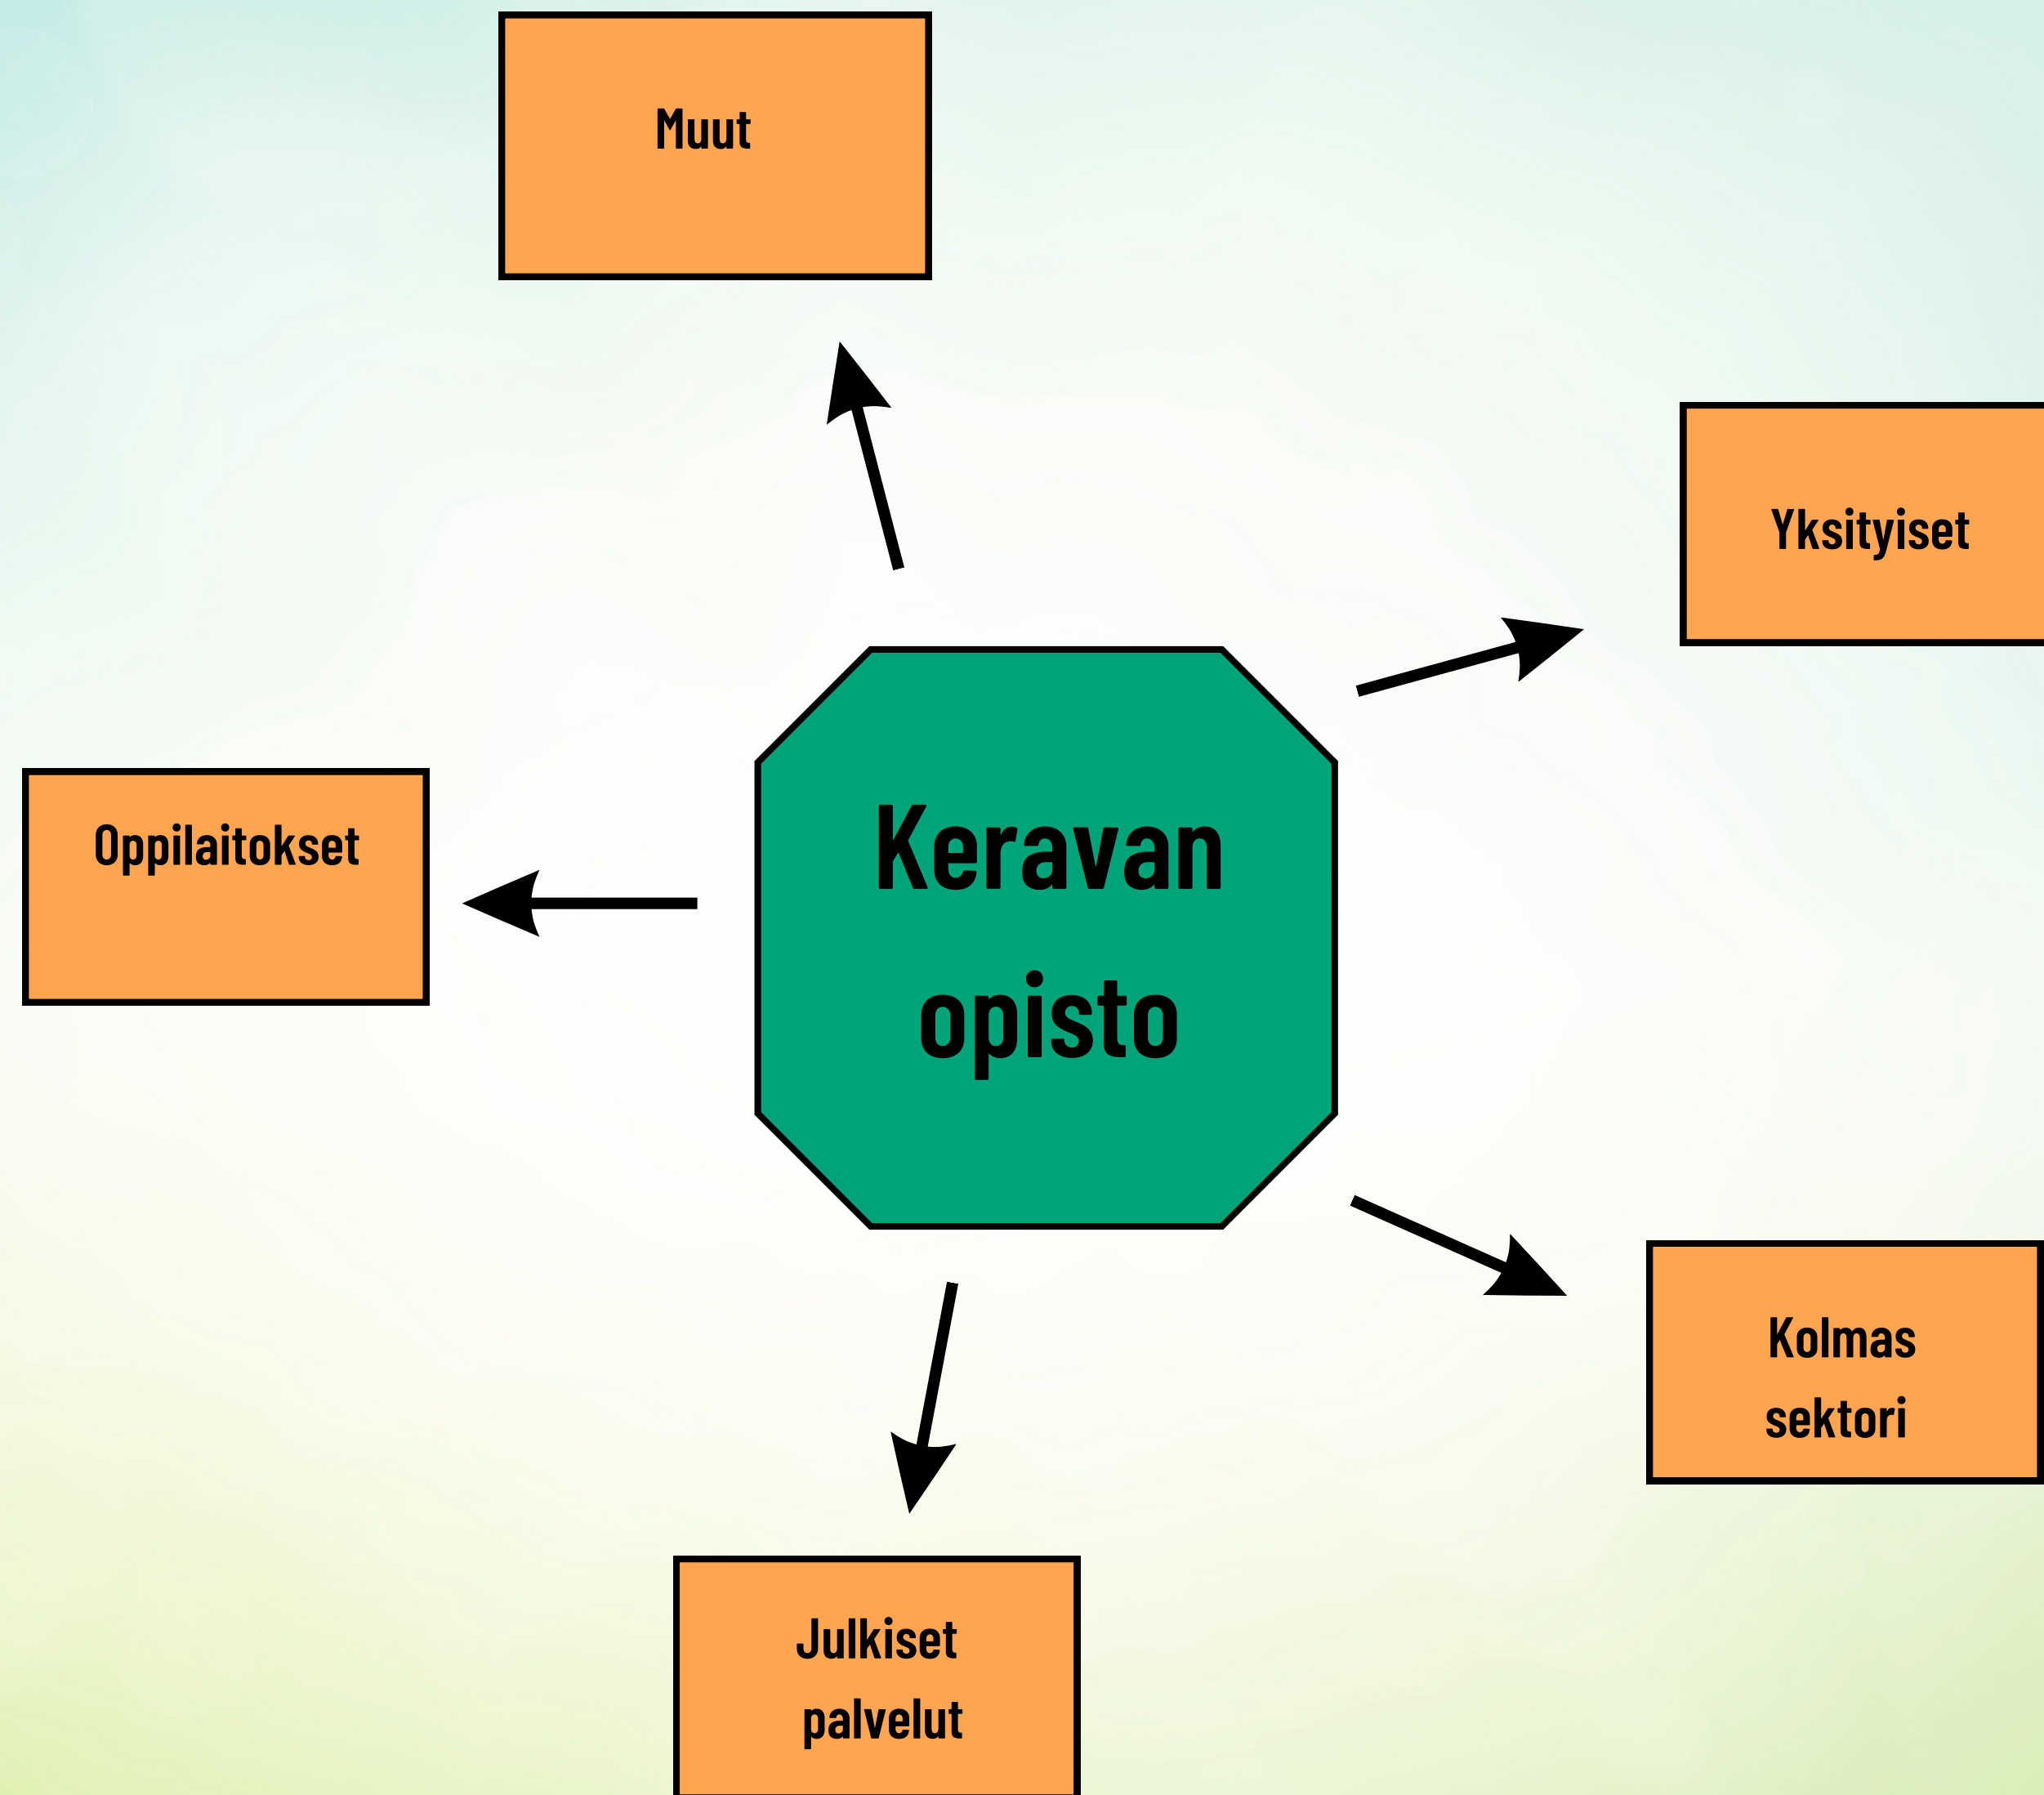 Muut
Yksityiset
Oppilaitokset
Keravan
opisto
Kolmas
sektori
Julkiset
palvelut